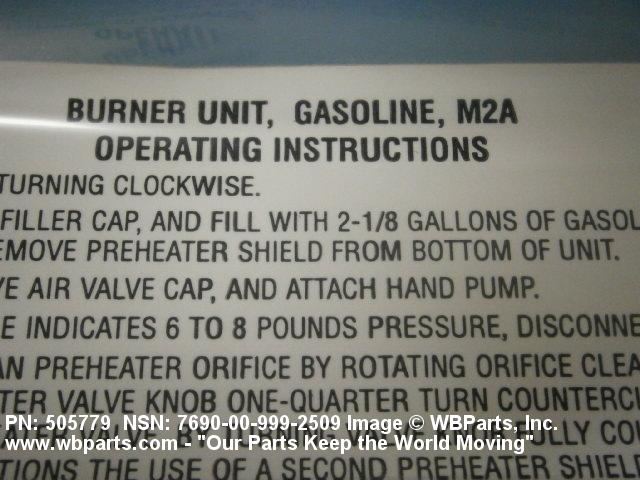 BURNER UNIT, GASOLINE, M2A
OPERATING INSTRUCTIONS
TURNING CLOCKWISE.
FILLER CAP, AND FILL WITH 2-1/8 GALLONS OF GASOL
EMOVE PREHEATER SHIELD FROM BOTTOM OF UNIT.
VE AIR VALVE CAP, AND ATTACH HAND PUMP.
E INDICATES 6 TO 8 POUNDS PRESSURE, DISCONNE
AN PREHEATER ORIFICE BY ROTATING ORIFICE CLEA
TER VALVE KNOB ONE-QUARTER TURN COUNTERCL
PN: 505779 NSN: 7690-00-999-2509 Image © WBParts, Inc.
www.wbparts.com - "Our Parts Keep the World Moving"
TIONS THE USE OF A SECOND PREHEATER SHIELD